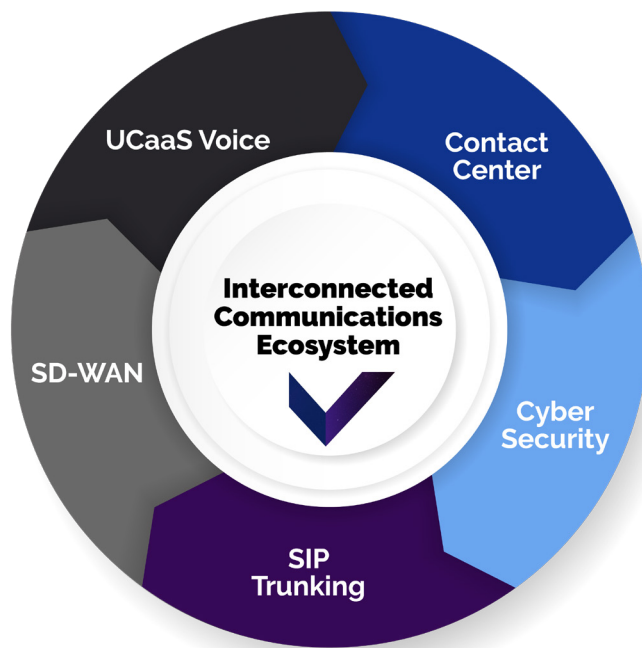 UCaaS Voice
Contact
Center
Interconnected
Communications
Ecosystem
SD-WAN
Cyber
Security
SIP
Trunking